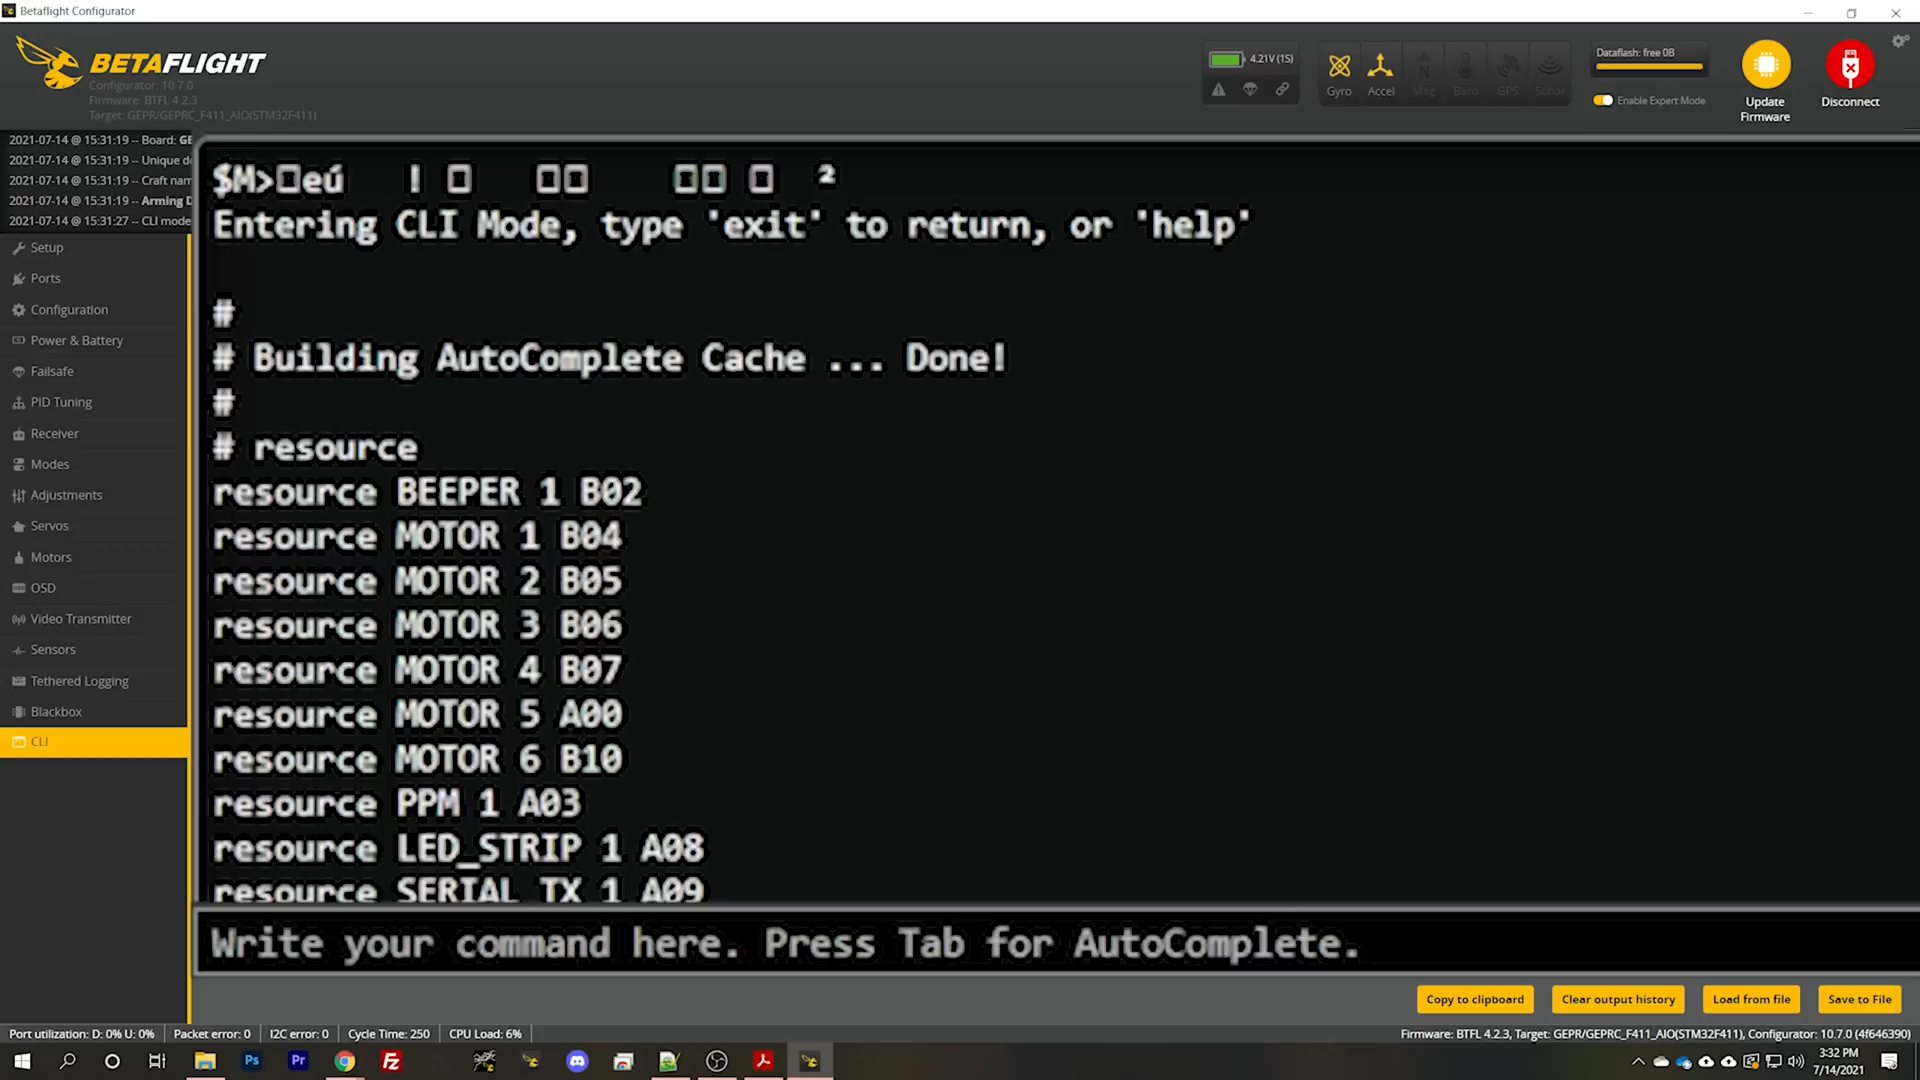 Betaflight Configurator
BETAFLIGHT
Configurator: 10.7.0
Firmware: BTFL 4.2.3
Target: GEPR/GEPRC_F411_AIO(STM32F411)
4.21V (1S)
Gyro
Accel
Mag
Baro
GPS
Sonar
Dataflash: free 0B
Enable Expert Mode
Update
Firmware
Disconnect
2021-07-14 @ 15:31:19 -- Board: GE
2021-07-14 @ 15:31:19 -- Unique de
2021-07-14 @ 15:31:19 -- Craft nam
2021-07-14 @ 15:31:19 -- Arming D
2021-07-14 @ 15:31:27 -- CLI mode
Setup
Ports
Configuration
Power & Battery
Failsafe
PID Tuning
Receiver
Modes
Adjustments
Servos
Motors
OSD
Video Transmitter
Sensors
Tethered Logging
Blackbox
CLI
$M>□eú ! □ □□ □□ □ ²
Entering CLI Mode, type 'exit' to return, or 'help'
#
# Building AutoComplete Cache ... Done!
#
# resource
resource BEEPER 1 B02
resource MOTOR 1 B04
resource MOTOR 2 B05
resource MOTOR 3 B06
resource MOTOR 4 B07
resource MOTOR 5 A00
resource MOTOR 6 B10
resource PPM 1 A03
resource LED_STRIP 1 A08
resource SERIAL_TX 1 A09
Write your command here. Press Tab for AutoComplete.
Copy to clipboard
Clear output history
Load from file
Save to File
Port utilization: D: 0% U: 0%
Packet error: 0
I2C error: 0
Cycle Time: 250
CPU Load: 6%
Firmware: BTFL 4.2.3, Target: GEPR/GEPRC_F411_AIO(STM32F411), Configurator: 10.7.0 (4f646390)
Ps
Pr
Fz
3:32 PM
7/14/2021